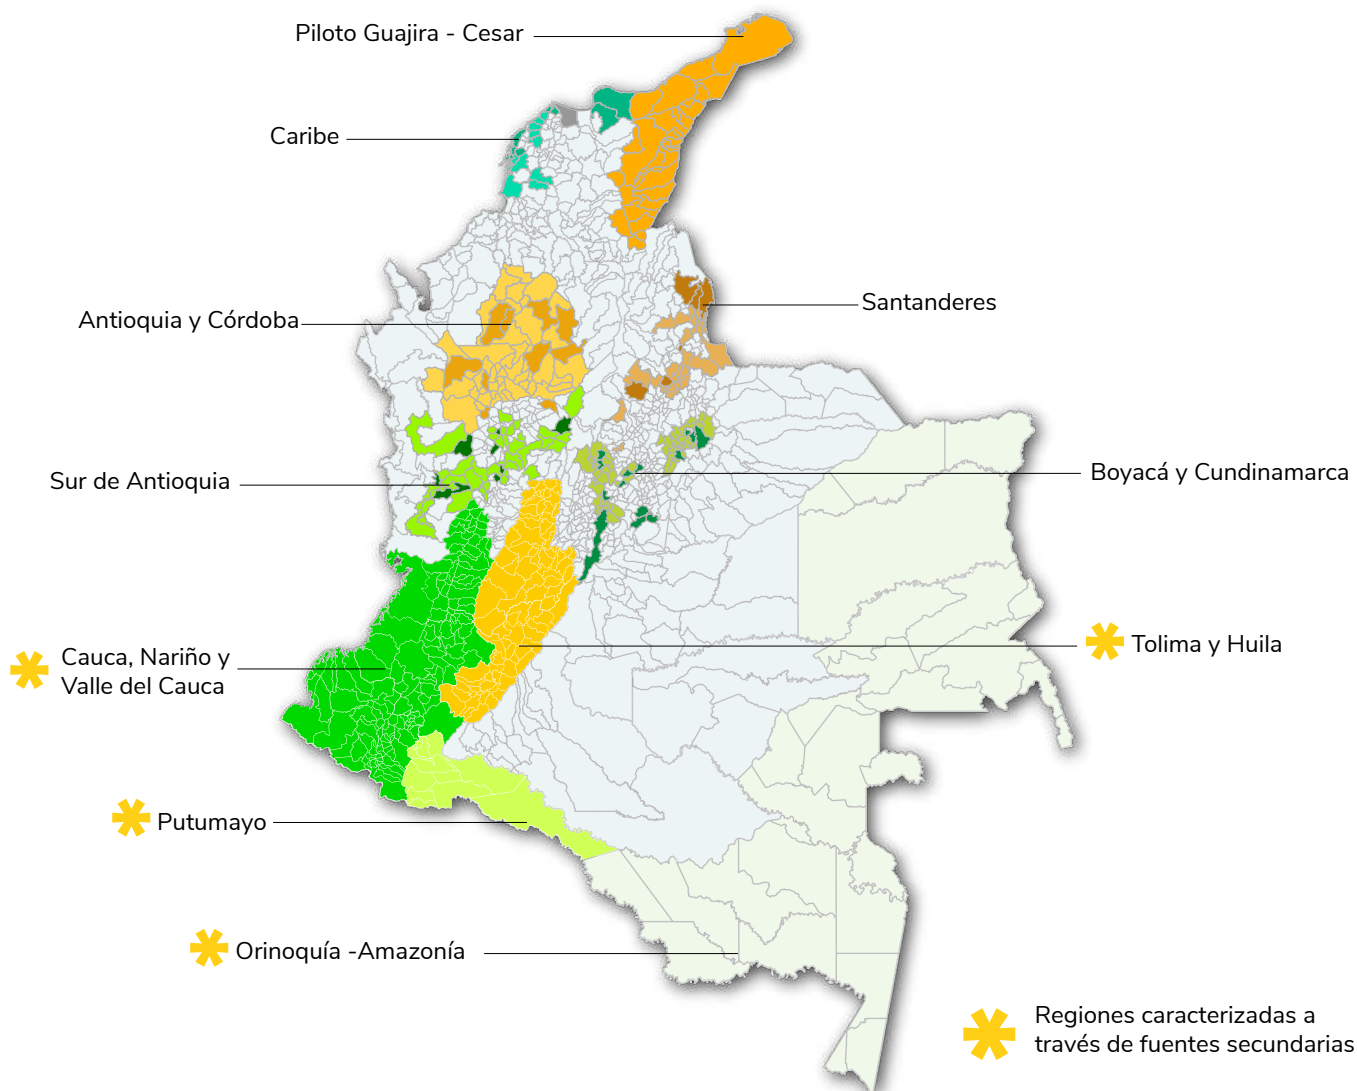 Piloto Guajira - Cesar
Caribe
Santanderes
Antioquia y Córdoba
Sur de Antioquia
Boyacá y Cundinamarca
Cauca, Nariño y
Valle del Cauca
Tolima y Huila
Putumayo
Orinoquía -Amazonía
Regiones caracterizadas a
través de fuentes secundarias